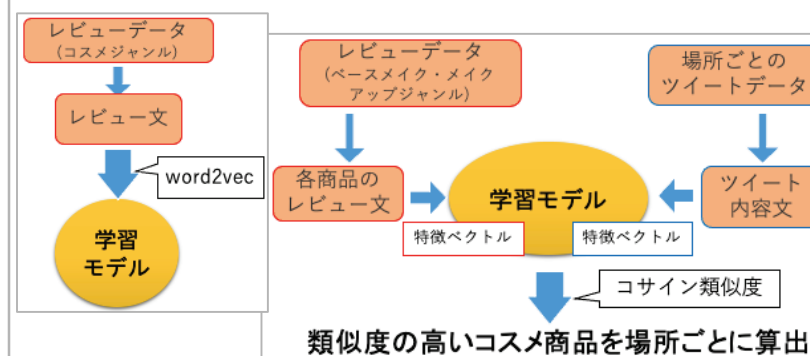 レビューデータ
(コスメジャンル)
レビュー文
word2vec
学習
モデル
レビューデータ
(ベースメイク・メイク
アップジャンル)
各商品の
レビュー文
場所ごとの
ツイートデータ
ツイート
内容文
学習モデル
特徴ベクトル
特徴ベクトル
コサイン類似度
類似度の高いコスメ商品を場所ごとに算出